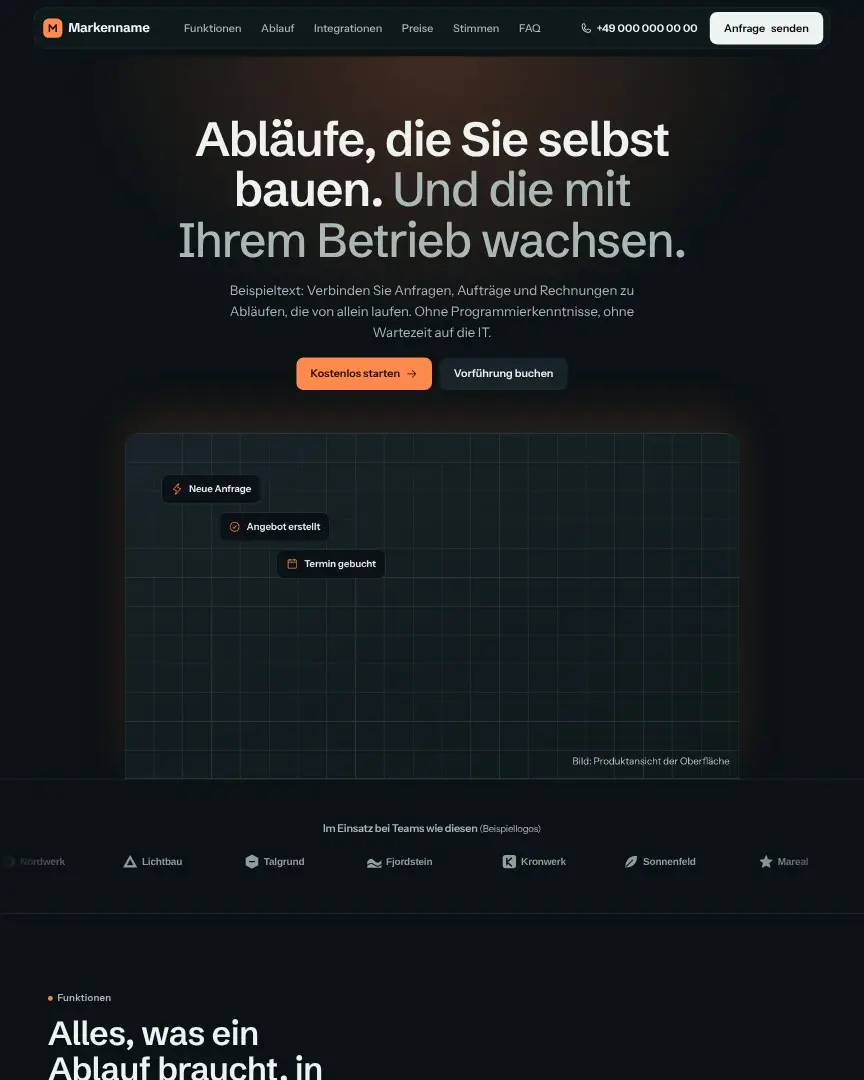 M Markenname
Funktionen Ablauf Integrationen Preise Stimmen FAQ
+49 000 000 00 00
Anfrage senden
Abläufe, die Sie selbst
bauen. Und die mit
Ihrem Betrieb wachsen.
Beispieltext: Verbinden Sie Anfragen, Aufträge und Rechnungen zu
Abläufen, die von allein laufen. Ohne Programmierkenntnisse, ohne
Wartezeit auf die IT.
Kostenlos starten →
Vorführung buchen
Neue Anfrage
Angebot erstellt
Termin gebucht
Bild: Produktansicht der Oberfläche
Im Einsatz bei Teams wie diesen (Beispiellogos)
Nordwerk Lichtbau Talgrund Fjordstein K Kronwerk Sonnenfeld Mareal
Funktionen
Alles, was ein
Ablauf braucht, in